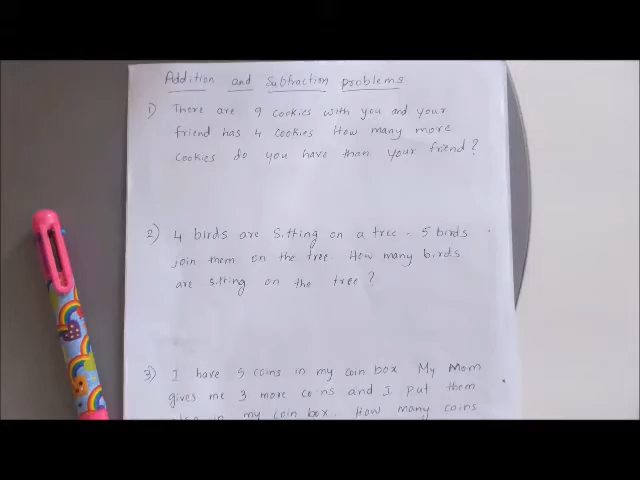 Addition and Subtraction problems
1) There are 9 cookies with you and your
friend has 4 cookies How many more
cookies do you have than your friend?
2) 4 birds are sitting on a tree. 5 birds
join them on the tree How many birds
are sitting on the tree?
3) I have 5 coins in my coin box My Mom
gives me 3 more coins and I put them
in my coin box. How many coins